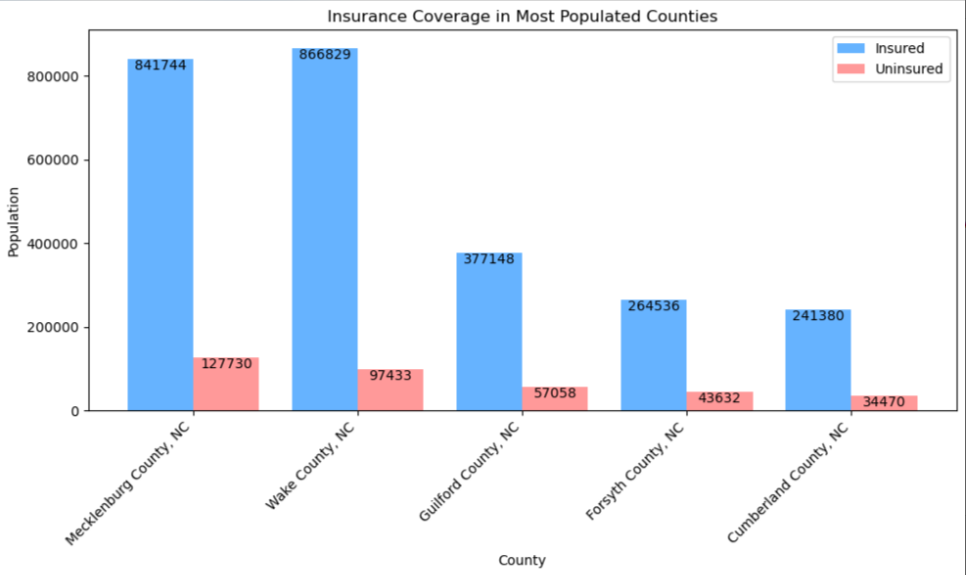 Insurance Coverage in Most Populated Counties
Insured
Uninsured
Population
800000
600000
400000
200000
0
841744
127730
866829
97433
377148
57058
264536
43632
241380
34470
Mecklenburg County, NC
Wake County, NC
Guilford County, NC
Forsyth County, NC
Cumberland County, NC
County